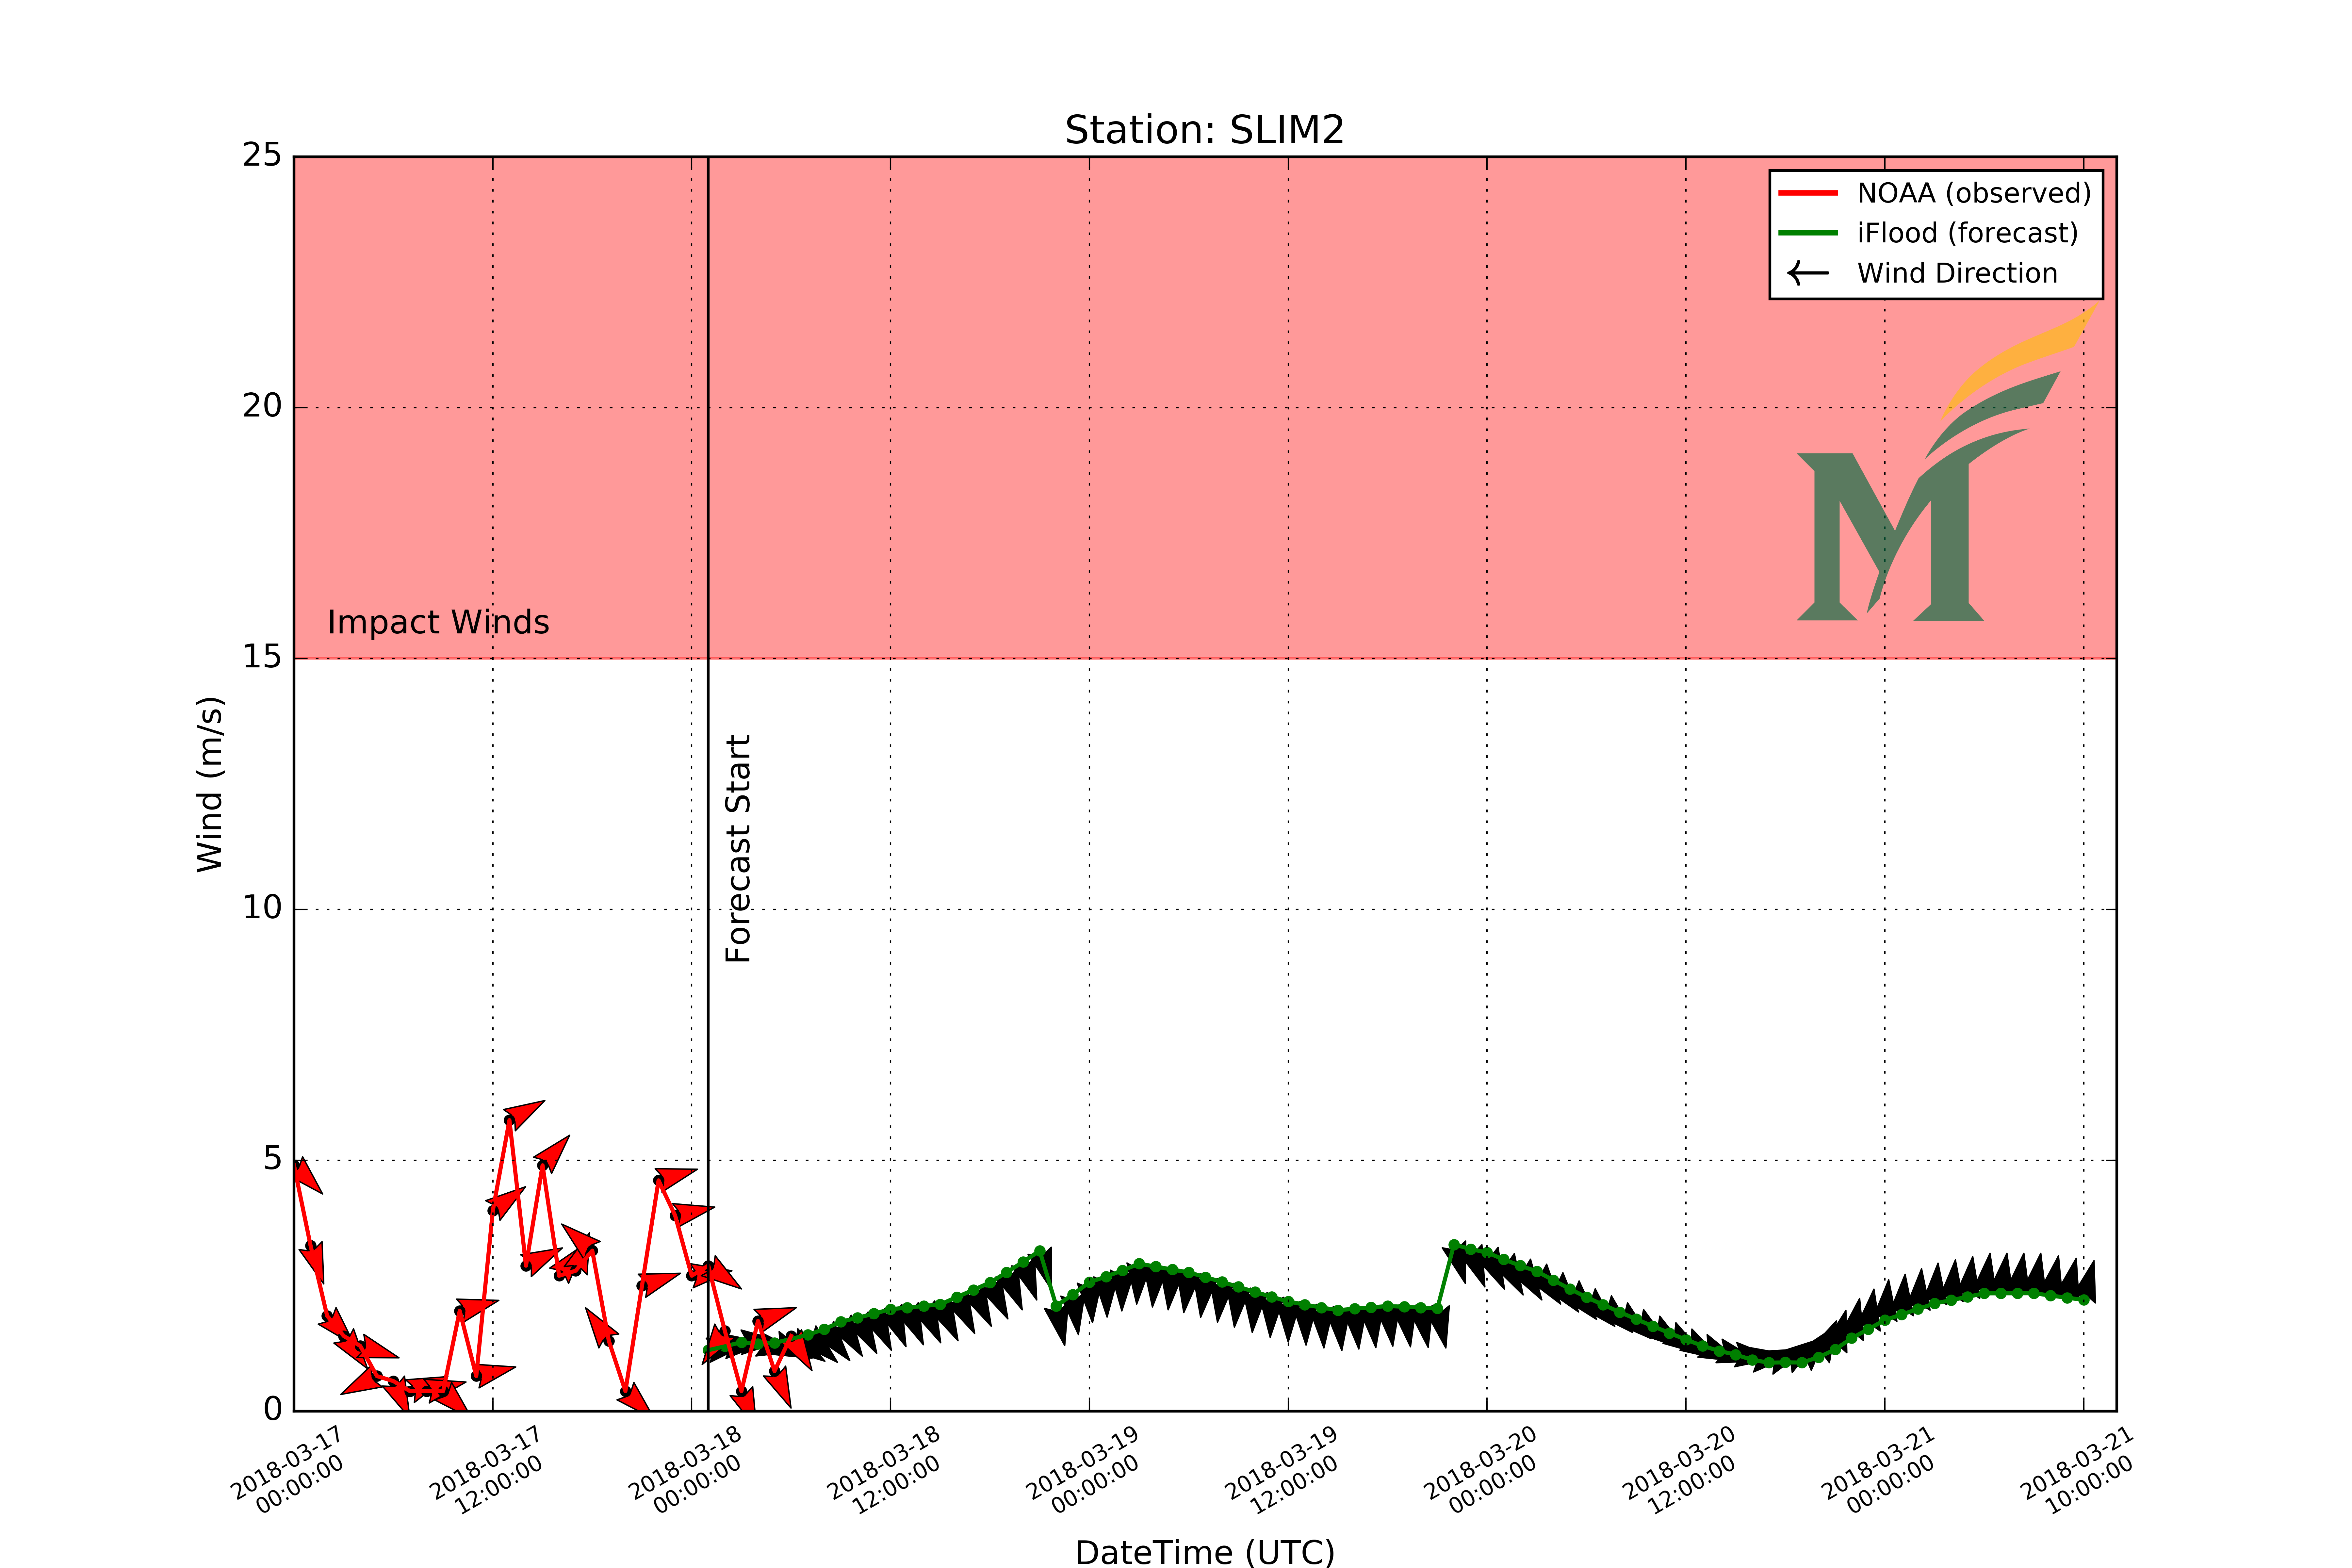 Station: SLIM2
25
20
15
10
5
0
Wind (m/s)
NOAA (observed)
iFlood (forecast)
Wind Direction
M
Impact Winds
Forecast Start
2018-03-17
00:00:00
2018-03-17
12:00:00
2018-03-18
00:00:00
2018-03-18
12:00:00
2018-03-19
00:00:00
2018-03-19
12:00:00
2018-03-20
00:00:00
2018-03-20
12:00:00
2018-03-21
00:00:00
2018-03-21
10:00:00
DateTime (UTC)